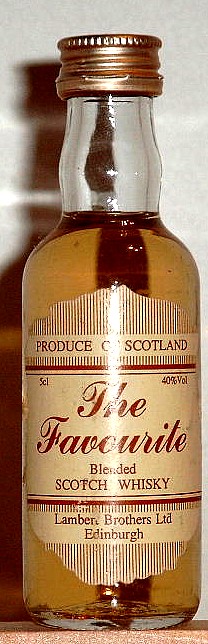 PRODUCE OF SCOTLAND
5cl 40%Vol
The
Favourite
Blended
SCOTCH WHISKY
Lambert Brothers Ltd
Edinburgh